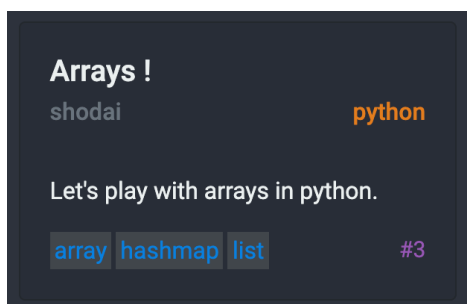 Arrays !
shodai python
Let's play with arrays in python.
array hashmap list #3